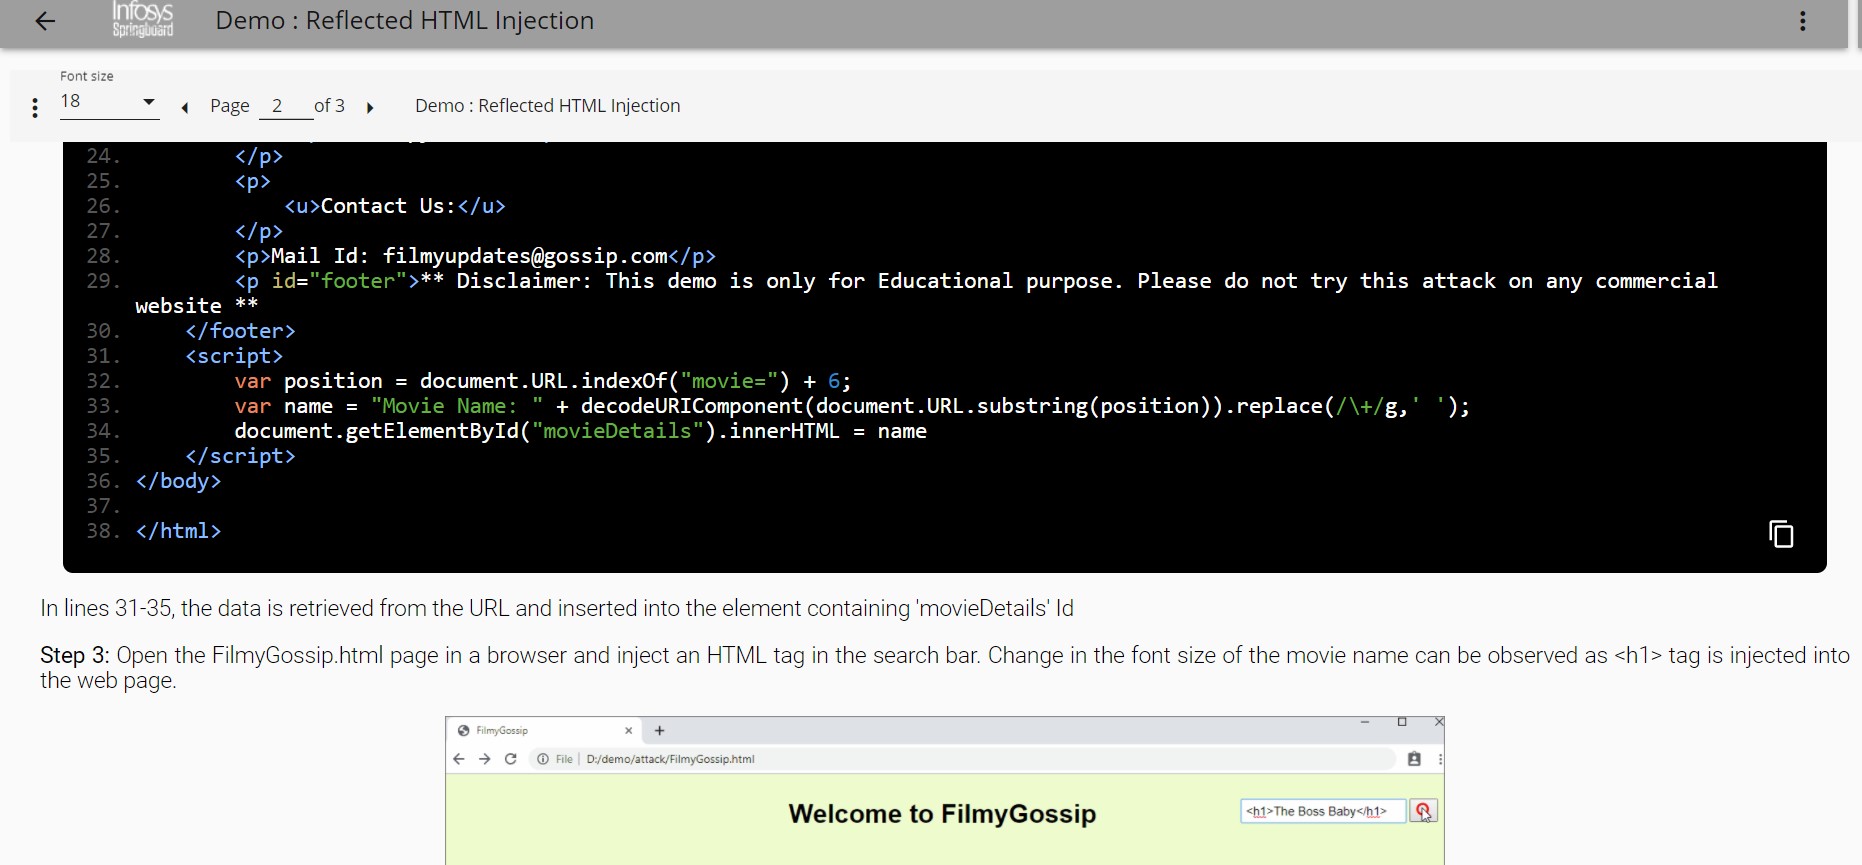 Infosys
Springboard
Demo : Reflected HTML Injection
Font size
18
Page 2 of 3
Demo : Reflected HTML Injection
24. </p>
25. <p>
26. <u>Contact Us:</u>
27. </p>
28. <p>Mail Id: filmyupdates@gossip.com</p>
29. <p id="footer">** Disclaimer: This demo is only for Educational purpose. Please do not try this attack on any commercial
website **
30. </footer>
31. <script>
32. var position = document.URL.indexOf("movie=") + 6;
33. var name = "Movie Name: " + decodeURIComponent(document.URL.substring(position)).replace(/\+/g,' ');
34. document.getElementById("movieDetails").innerHTML = name
35. </script>
36. </body>
37.
38. </html>
In lines 31-35, the data is retrieved from the URL and inserted into the element containing 'movieDetails' Id
Step 3: Open the FilmyGossip.html page in a browser and inject an HTML tag in the search bar. Change in the font size of the movie name can be observed as <h1> tag is injected into
the web page.
FilmyGossip
File | D:/demo/attack/FilmyGossip.html
Welcome to FilmyGossip
<h1>The Boss Baby</h1>